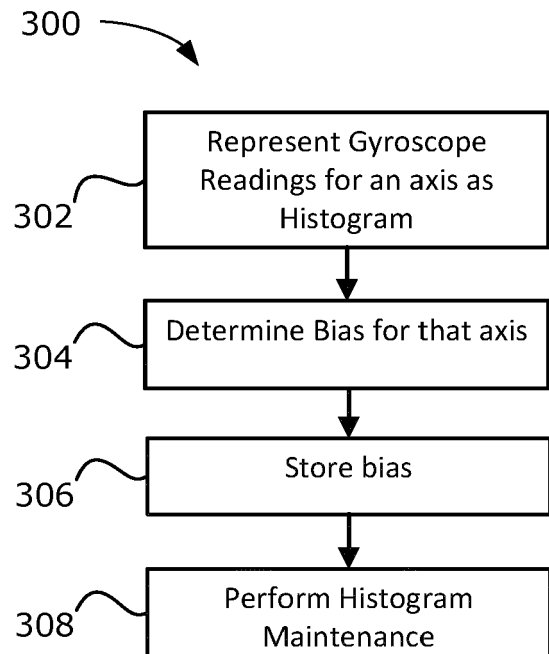 300
Represent Gyroscope
Readings for an axis as
Histogram
302
Determine Bias for that axis
304
Store bias
306
Perform Histogram
Maintenance
308